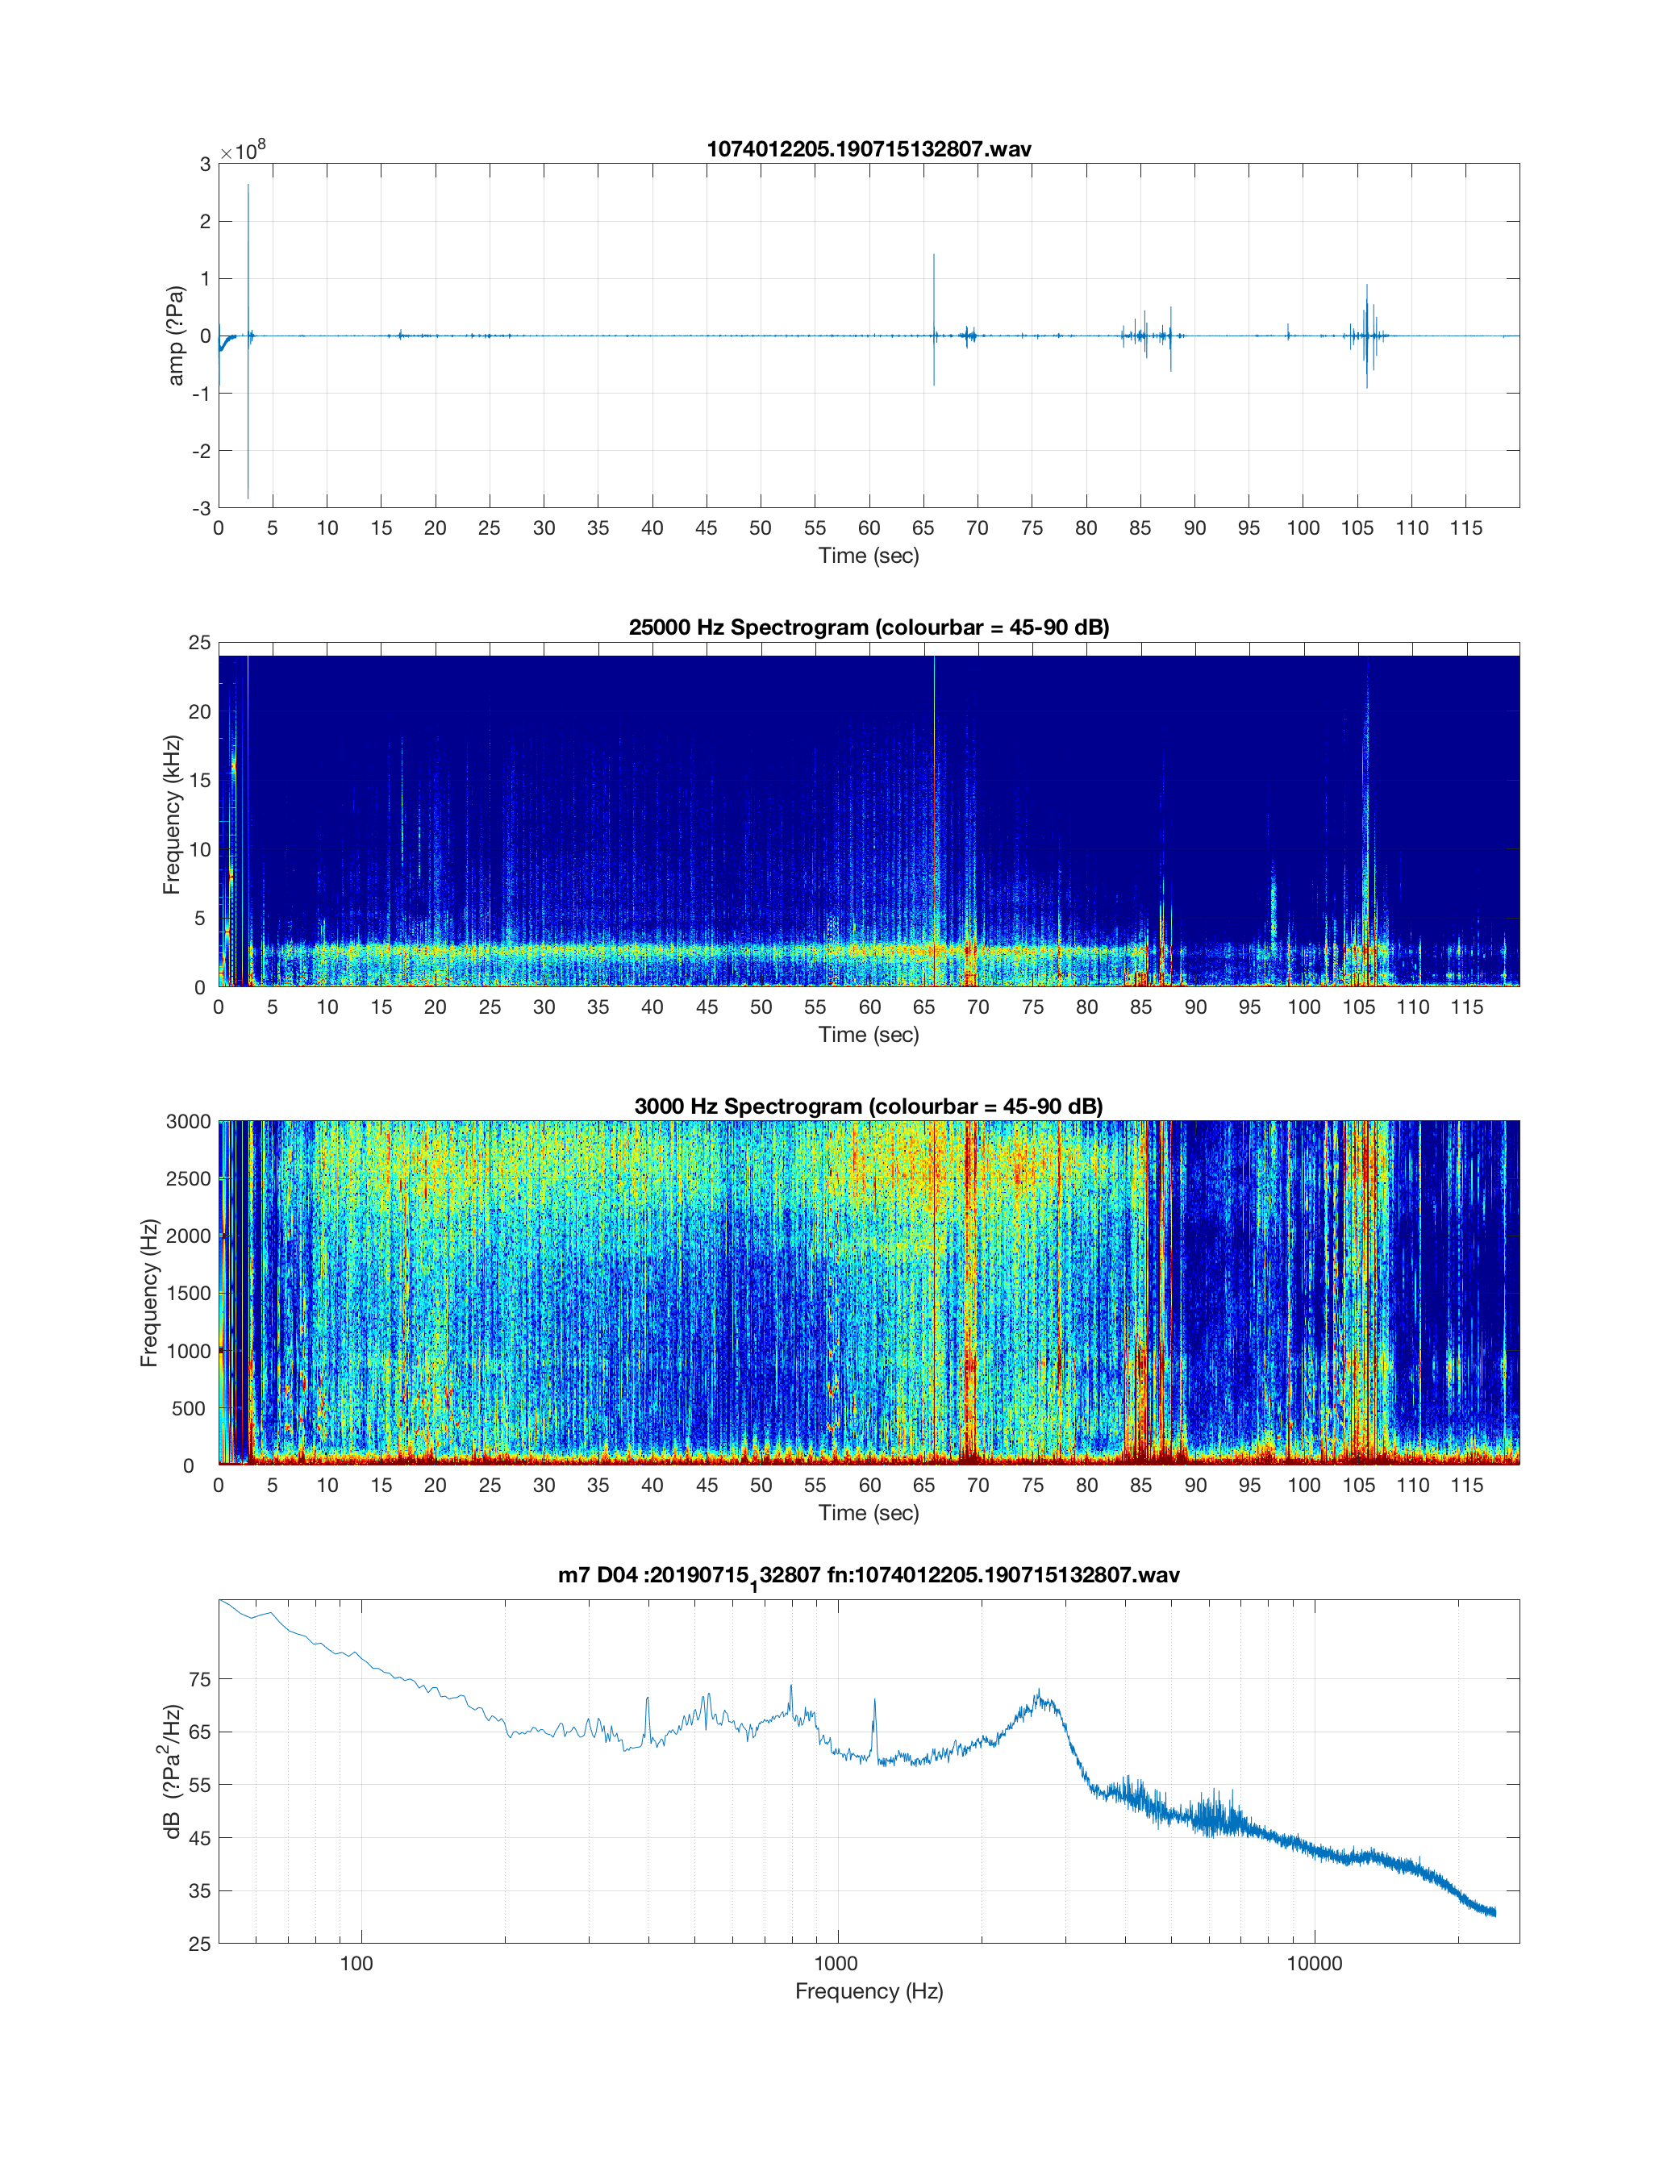 1074012205.190715132807.wav
×10^8
3
2
1
0
-1
-2
-3
amp (?Pa)
0 5 10 15 20 25 30 35 40 45 50 55 60 65 70 75 80 85 90 95 100 105 110 115
Time (sec)
25000 Hz Spectrogram (colourbar = 45-90 dB)
25
20
15
10
5
0
Frequency (kHz)
0 5 10 15 20 25 30 35 40 45 50 55 60 65 70 75 80 85 90 95 100 105 110 115
Time (sec)
3000 Hz Spectrogram (colourbar = 45-90 dB)
3000
2500
2000
1500
1000
500
0
Frequency (Hz)
0 5 10 15 20 25 30 35 40 45 50 55 60 65 70 75 80 85 90 95 100 105 110 115
Time (sec)
m7 D04 :20190715_132807 fn:1074012205.190715132807.wav
75
65
55
45
35
25
dB (?Pa^2/Hz)
100 1000 10000
Frequency (Hz)